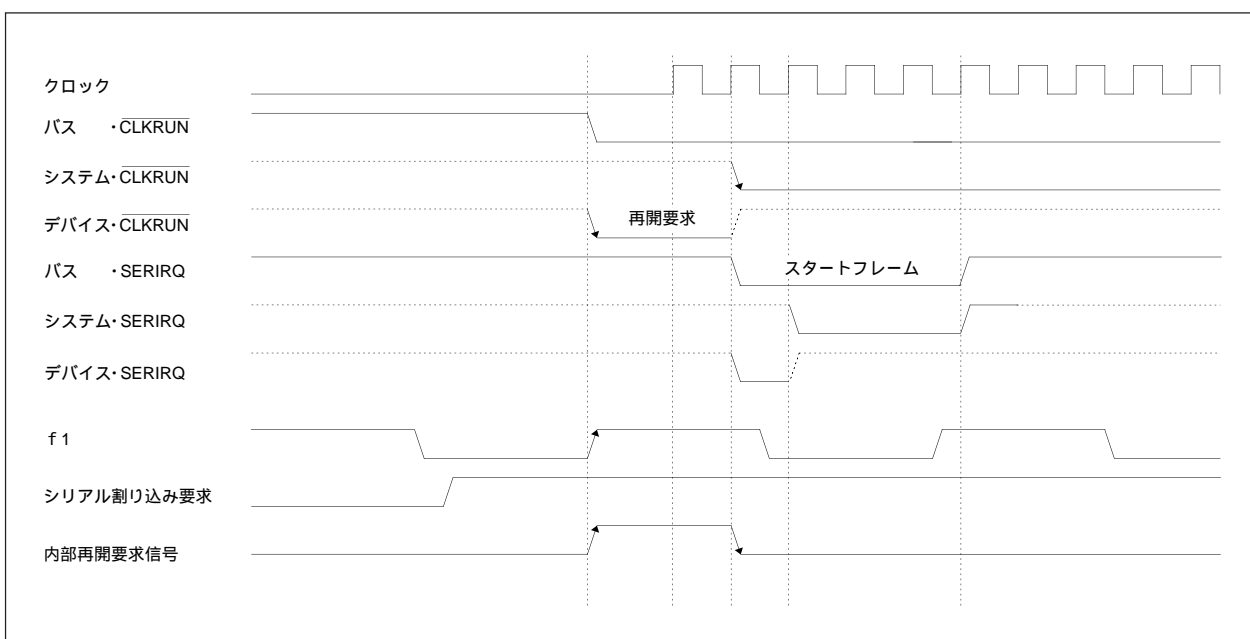 クロック
バス ・CLKRUN
システム・CLKRUN
デバイス・CLKRUN
再開要求
バス ・SERIRQ
スタートフレーム
システム・SERIRQ
デバイス・SERIRQ
f 1
シリアル割り込み要求
内部再開要求信号